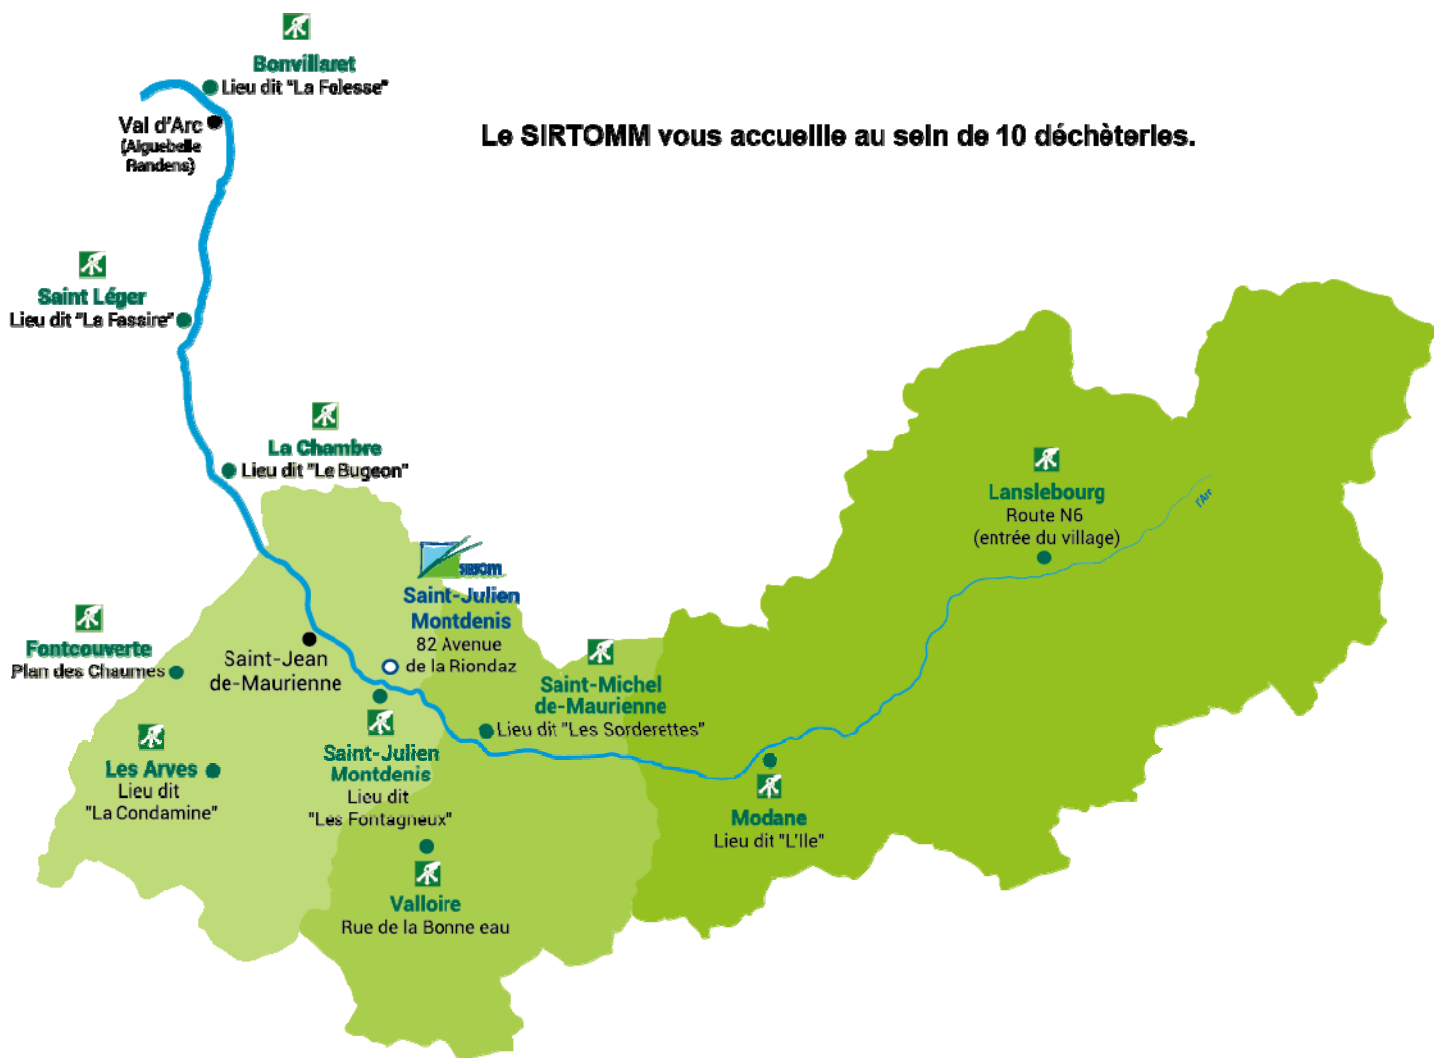 Bonvillaret
Lieu dit "La Folesse"
Val d'Arc
(Aiguebelle
Randens)
Le SIRTOMM vous accueille au sein de 10 déchèteries.
Saint Léger
Lieu dit "La Fassire"
La Chambre
Lieu dit "Le Bugeon"
Lanslebourg
Route N6
(entrée du village)
l'Arc
Saint-Julien
Montdenis
82 Avenue
de la Riondaz
Fontcouverte
Plan des Chaumes
Saint-Jean
de-Maurienne
Saint-Michel
de-Maurienne
Lieu dit "Les Sorderettes"
Les Arves
Lieu dit
"La Condamine"
Saint-Julien
Montdenis
Lieu dit
"Les Fontagneux"
Modane
Lieu dit "L'Ile"
Valloire
Rue de la Bonne eau